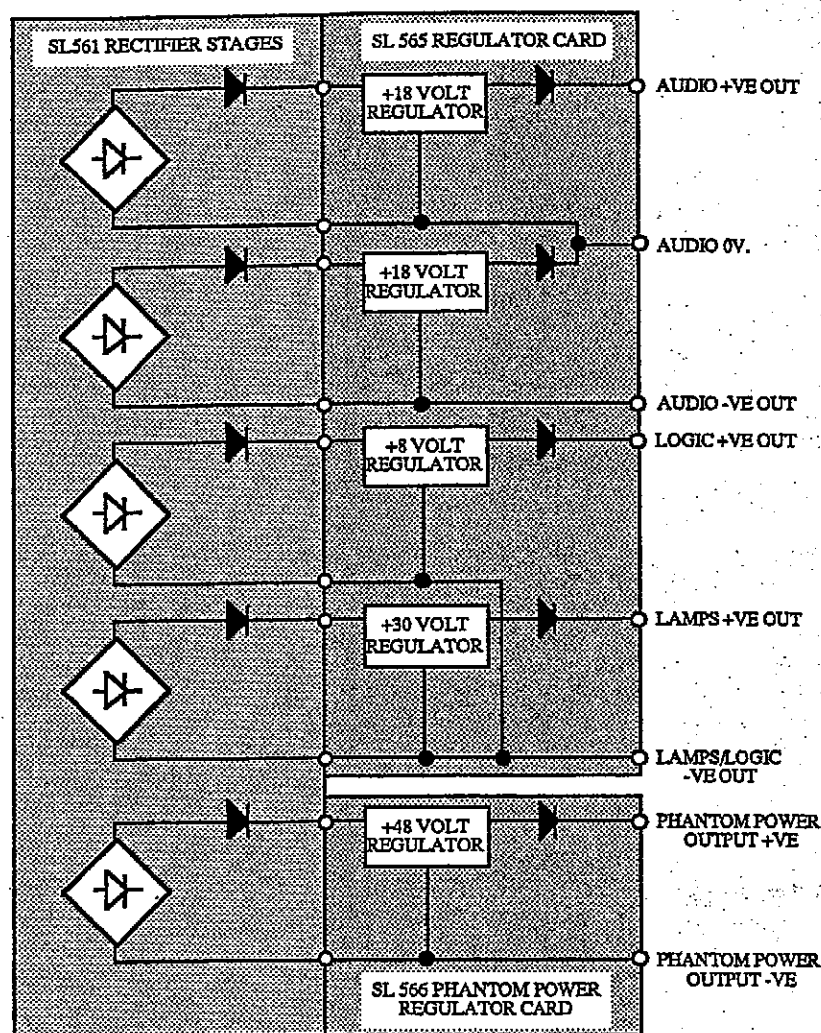 SL561 RECTIFIER STAGES
SL 565 REGULATOR CARD
+18 VOLT
REGULATOR
AUDIO +VE OUT
AUDIO 0V.
+18 VOLT
REGULATOR
AUDIO -VE OUT
LOGIC +VE OUT
+8 VOLT
REGULATOR
+30 VOLT
REGULATOR
LAMPS +VE OUT
LAMPS/LOGIC
-VE OUT
+48 VOLT
REGULATOR
PHANTOM POWER
OUTPUT +VE
PHANTOM POWER
OUTPUT -VE
SL 566 PHANTOM POWER
REGULATOR CARD